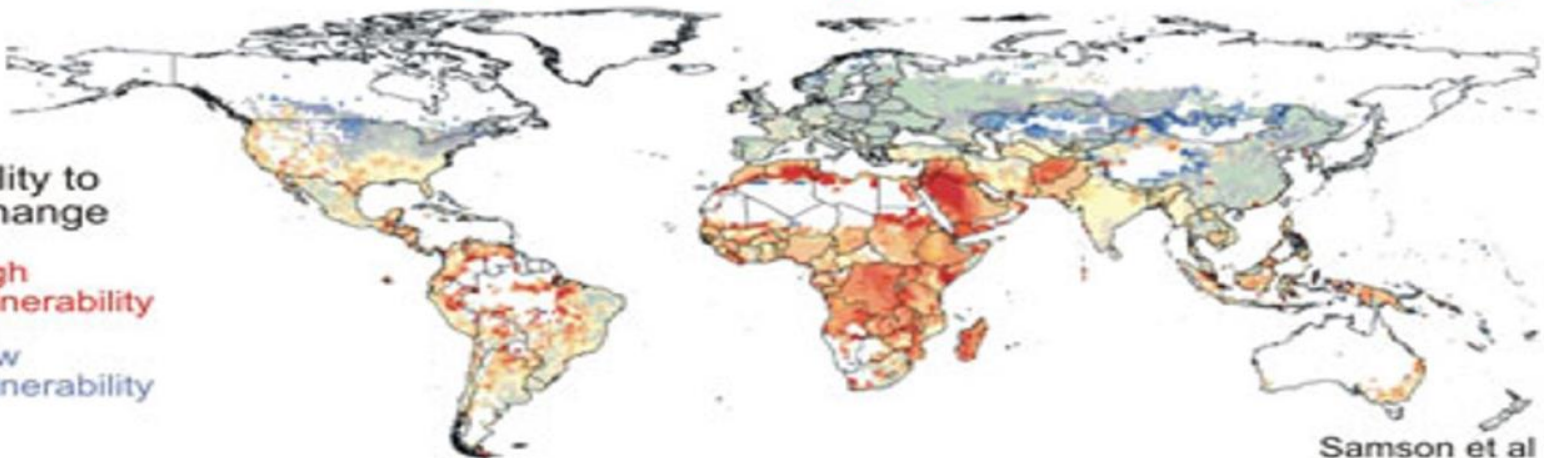 lity to
hange
gh
nerability
w
nerability
Samson et al